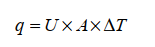 q = U × A × ΔT